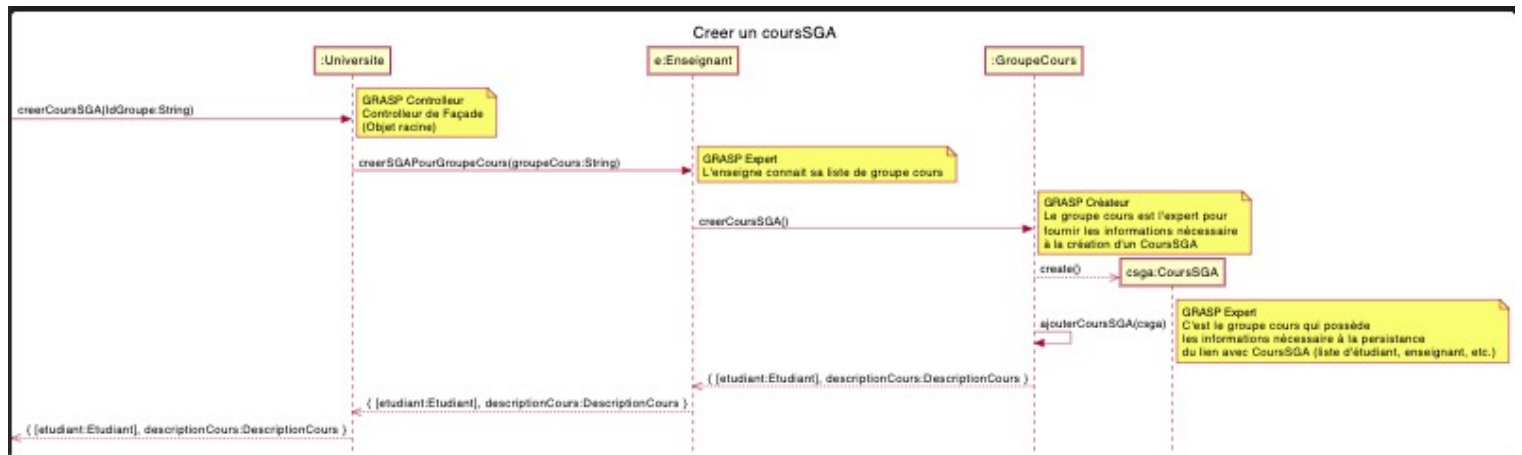 Creer un coursSGA
:Universite
e:Enseignant
:GroupeCours
creerCoursSGA(IdGroupe:String)
GRASP Controlleur
Controlleur de Façade
(Objet racine)
creerSGAPourGroupeCours(groupeCours:String)
GRASP Expert
L'enseigne connait sa liste de groupe cours
creerCoursSGA()
GRASP Créateur
Le groupe cours est l'expert pour
fournir les informations nécessaire
à la création d'un CoursSGA
create()
csga:CoursSGA
ajouterCoursSGA(csga)
GRASP Expert
C'est le groupe cours qui possède
les informations nécessaire à la persistance
du lien avec CoursSGA (liste d'étudiant, enseignant, etc.)
{ [etudiant:Etudiant], descriptionCours:DescriptionCours }
{ [etudiant:Etudiant], descriptionCours:DescriptionCours }
{ [etudiant:Etudiant], descriptionCours:DescriptionCours }